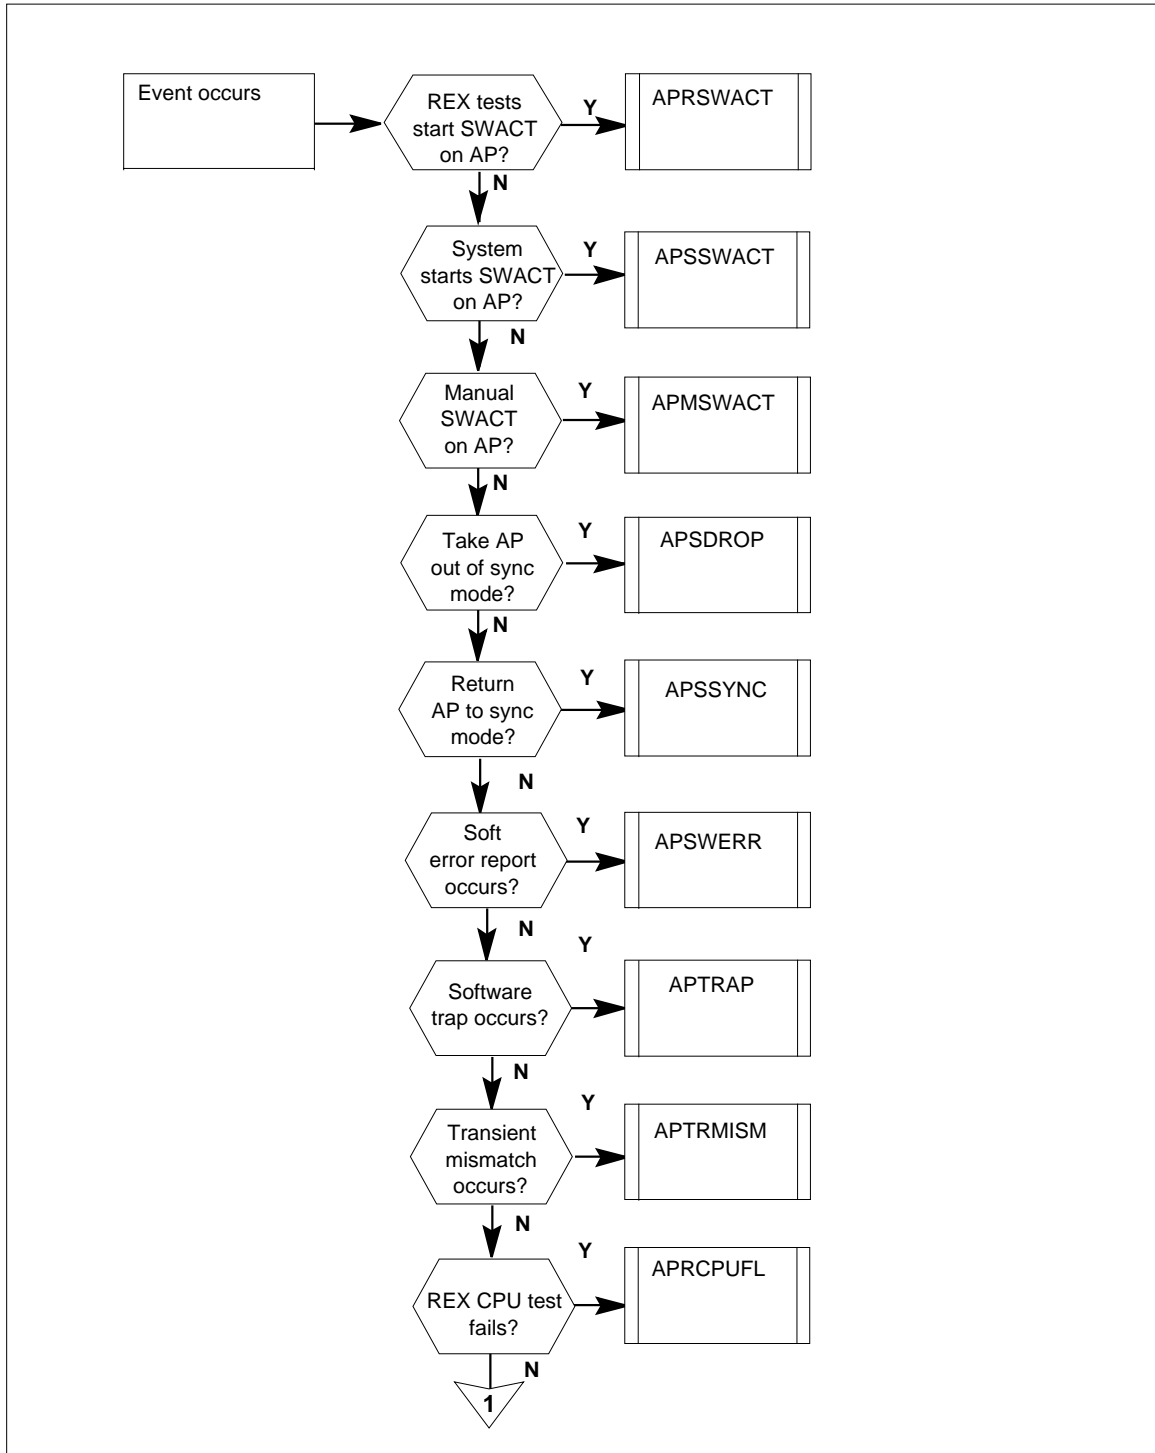 Event occurs
REX tests
start SWACT
on AP?
Y
APRSWACT
N
System
starts SWACT
on AP?
Y
APSSWACT
N
Manual
SWACT
on AP?
Y
APMSWACT
N
Take AP
out of sync
mode?
Y
APSDROP
N
Return
AP to sync
mode?
Y
APSSYNC
N
Soft
error report
occurs?
Y
APSWERR
N
Software
trap occurs?
Y
APTRAP
N
Transient
mismatch
occurs?
Y
APTRMISM
N
REX CPU test
fails?
Y
APRCPUFL
N
1